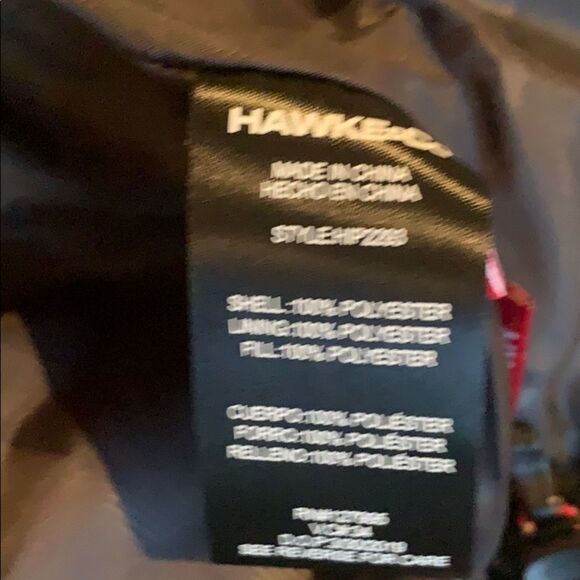 HAWKE&Co
MADE IN CHINA
HECHO EN CHINA
STYLE:
SHELL:100% POLYESTER
LINING:100% POLYESTER
FILL:100% POLYESTER
CUERPO:100% POLIÉSTER
FORRO:100% POLIÉSTER
RELLENO:100% POLIÉSTER
SEE REVERSE FOR CARE